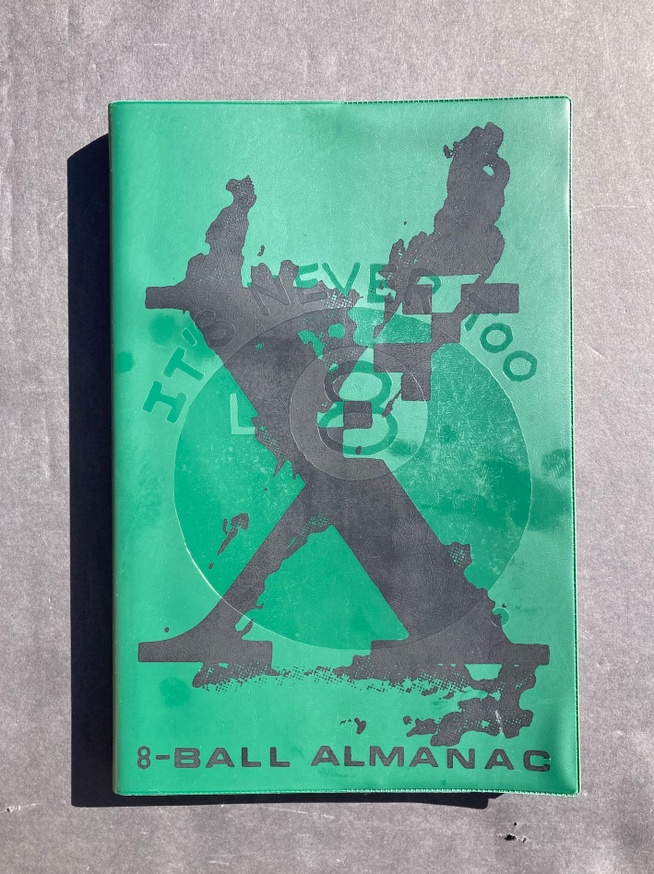 IT'S NEVER TOO
L 8
X
8-BALL ALMANAC